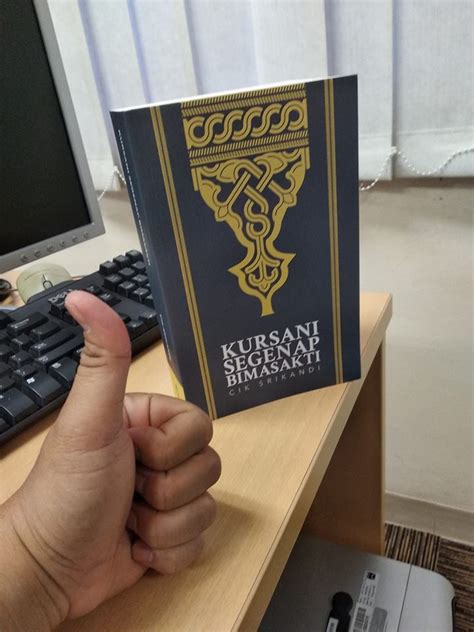 KURSANI
SEGENAP
BIMASAKTI
CIK SRIKANDI